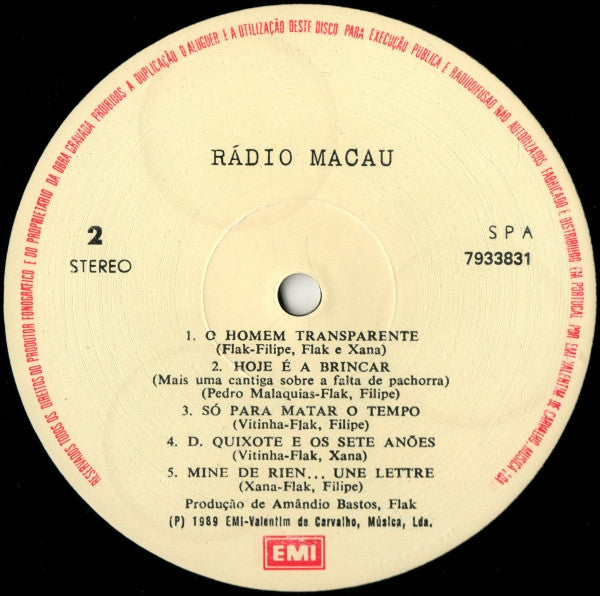 RESERVADOS TODOS OS DIREITOS DO PRODUTOR FONOGRÁFICO E DO PROPRIETÁRIO DA OBRA GRAVADA PROIBIDOS A DUPLICAÇÃO O ALUGUER E A UTILIZAÇÃO DESTE DISCO PARA EXECUÇÃO PÚBLICA E RADIODIFUSÃO NÃO AUTORIZADOS FABRICADO E DISTRIBUIDO EM PORTUGAL POR EMI VALENTIM DE CARVALHO, MÚSICA LDA.
RÁDIO MACAU
2
STEREO
SPA
7933831
1. O HOMEM TRANSPARENTE
(Flak-Filipe, Flak e Xana)
2. HOJE É A BRINCAR
(Mais uma cantiga sobre a falta de pachorra)
(Pedro Malaquias-Flak, Filipe)
3. SÓ PARA MATAR O TEMPO
(Vitinha-Flak, Filipe)
4. D. QUIXOTE E OS SETE ANÕES
(Vitinha-Flak, Xana)
5. MINE DE RIEN... UNE LETTRE
(Xana-Flak, Filipe)
Produção de Amândio Bastos, Flak
(P) 1989 EMI-Valentim de Carvalho, Música, Lda.
EMI